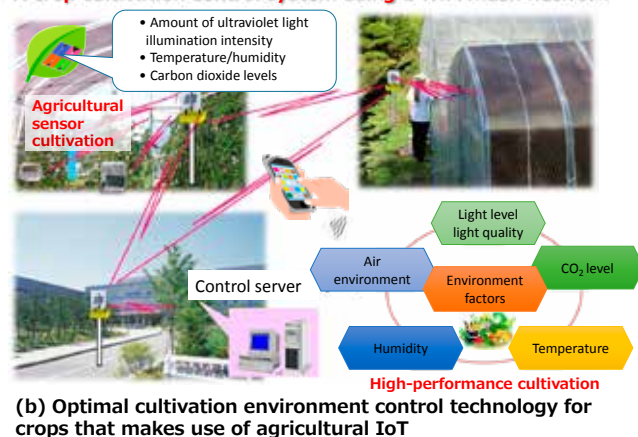 • Amount of ultraviolet light
illumination intensity
• Temperature/humidity
• Carbon dioxide levels
Agricultural
sensor
cultivation
Light level
light quality
Air
environment
Environment
factors
CO₂ level
Control server
Humidity
Temperature
High-performance cultivation
(b) Optimal cultivation environment control technology for
crops that makes use of agricultural IoT